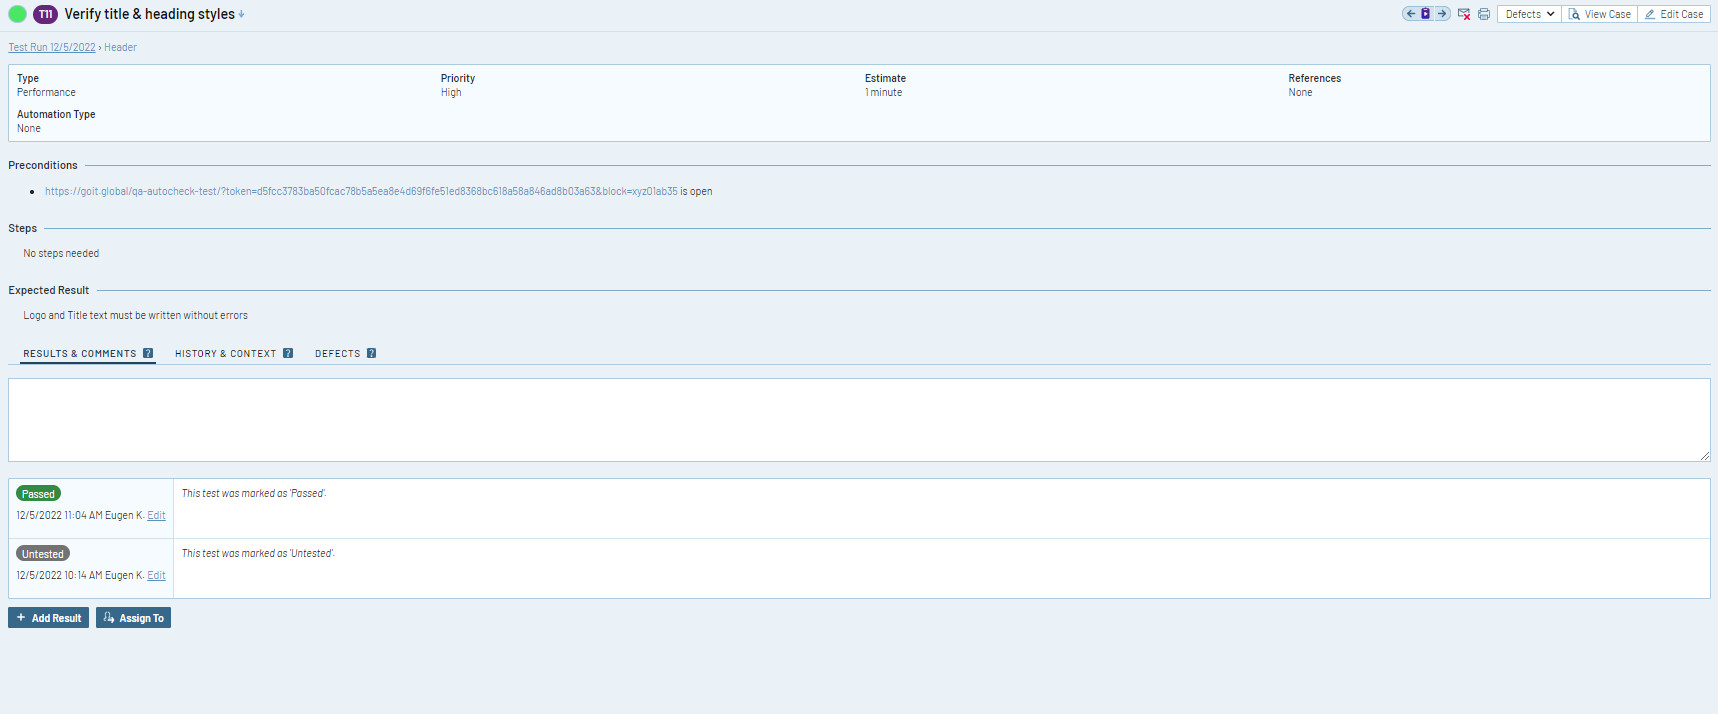 T11 Verify title & heading styles
Defects View Case Edit Case
Test Run 12/5/2022 › Header
Type Priority Estimate References
Performance High 1 minute None
Automation Type
None
Preconditions
https://goit.global/qa-autocheck-test/?token=d5fcc3783ba50fcac78b5a5ea8e4d69f6fe51ed8368bc618a58a846ad8b03a63&block=xyz01ab35 is open
Steps
No steps needed
Expected Result
Logo and Title text must be written without errors
RESULTS & COMMENTS ? HISTORY & CONTEXT ? DEFECTS ?
Passed This test was marked as 'Passed'.
12/5/2022 11:04 AM Eugen K. Edit
Untested This test was marked as 'Untested'.
12/5/2022 10:14 AM Eugen K. Edit
+ Add Result Assign To